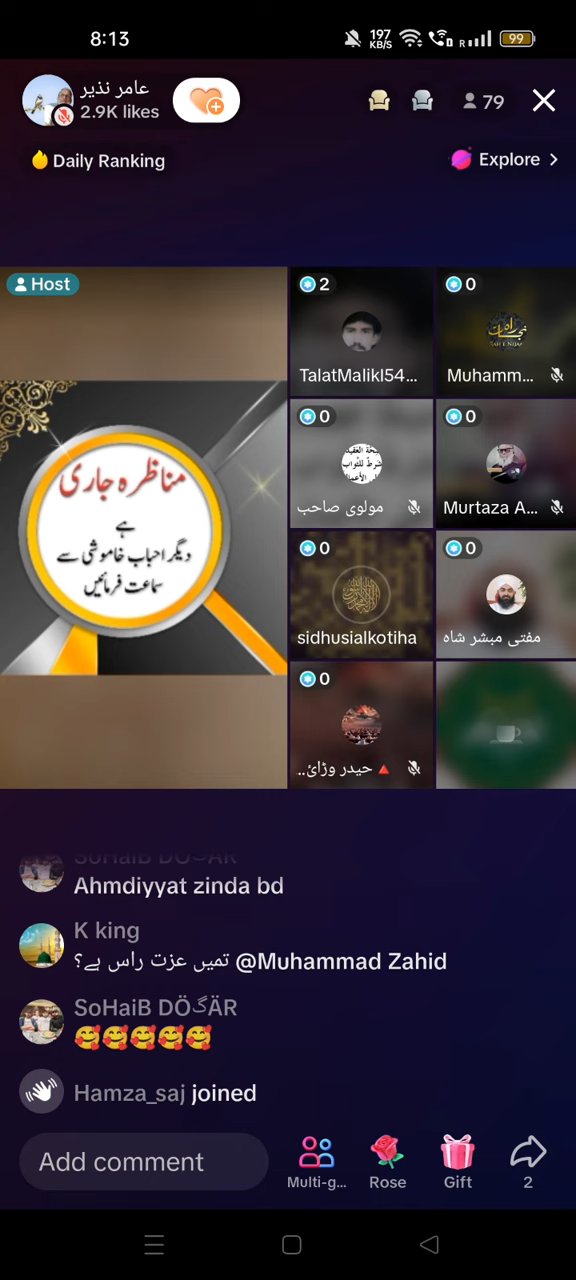 8:13
197
KB/S
R
99
عامر نذیر
2.9K likes
79
Daily Ranking
Explore >
Host
مناظرہ جاری
ہے
دیگر احباب خاموشی سے
سماعت فرمائیں
2
TalatMalikI54...
0
Muhamm...
0
مولوی صاحب
0
Murtaza A...
0
sidhusialkotiha
0
مفتی مبشر شاہ
0
حیدر وڑائ..
SoHaiB DÖگÄR
Ahmdiyyat zinda bd
K king
@Muhammad Zahid تمیں عزت راس ہے؟
SoHaiB DÖگÄR
🥰🥰🥰🥰🥰
Hamza_saj joined
Add comment
Multi-g...
Rose
Gift
2